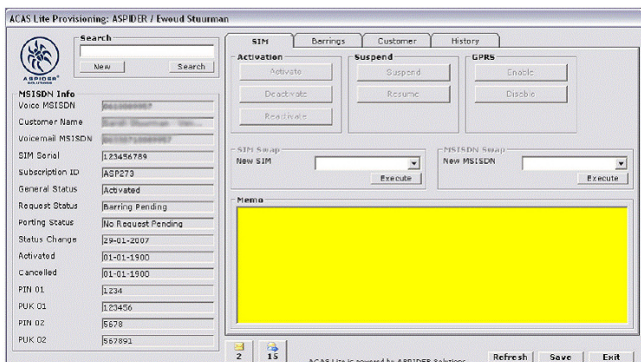 ACAS Lite Provisioning: ASPIDER / Ewoud Stuurman
ASPIDER
SOLUTIONS
Search
New
Search
MSISDN Info
Voice MSISDN
Customer Name
Voicemail MSISDN
SIM Serial 123456789
Subscription ID ASP273
General Status Activated
Request Status Barring Pending
Porting Status No Request Pending
Status Change 29-01-2007
Activated 01-01-1900
Cancelled 01-01-1900
PIN 01 1234
PUK 01 123456
PIN 02 5678
PUK 02 567891
SIM
Barrings
Customer
History
Activation
Activate
Deactivate
Reactivate
Suspend
Suspend
Resume
GPRS
Enable
Disable
SIM Swap
New SIM
Execute
MSISDN Swap
New MSISDN
Execute
Memo
2
15
ACAS Lite is powered by ASPIDER Solutions
Refresh
Save
Exit